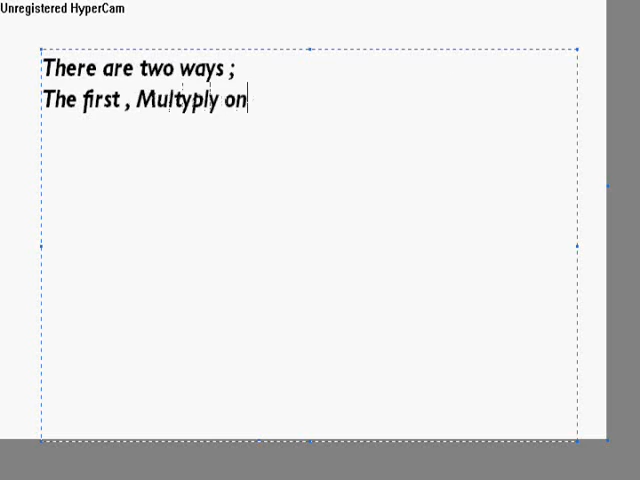 Unregistered HyperCam
There are two ways ;
The first , Multyply on